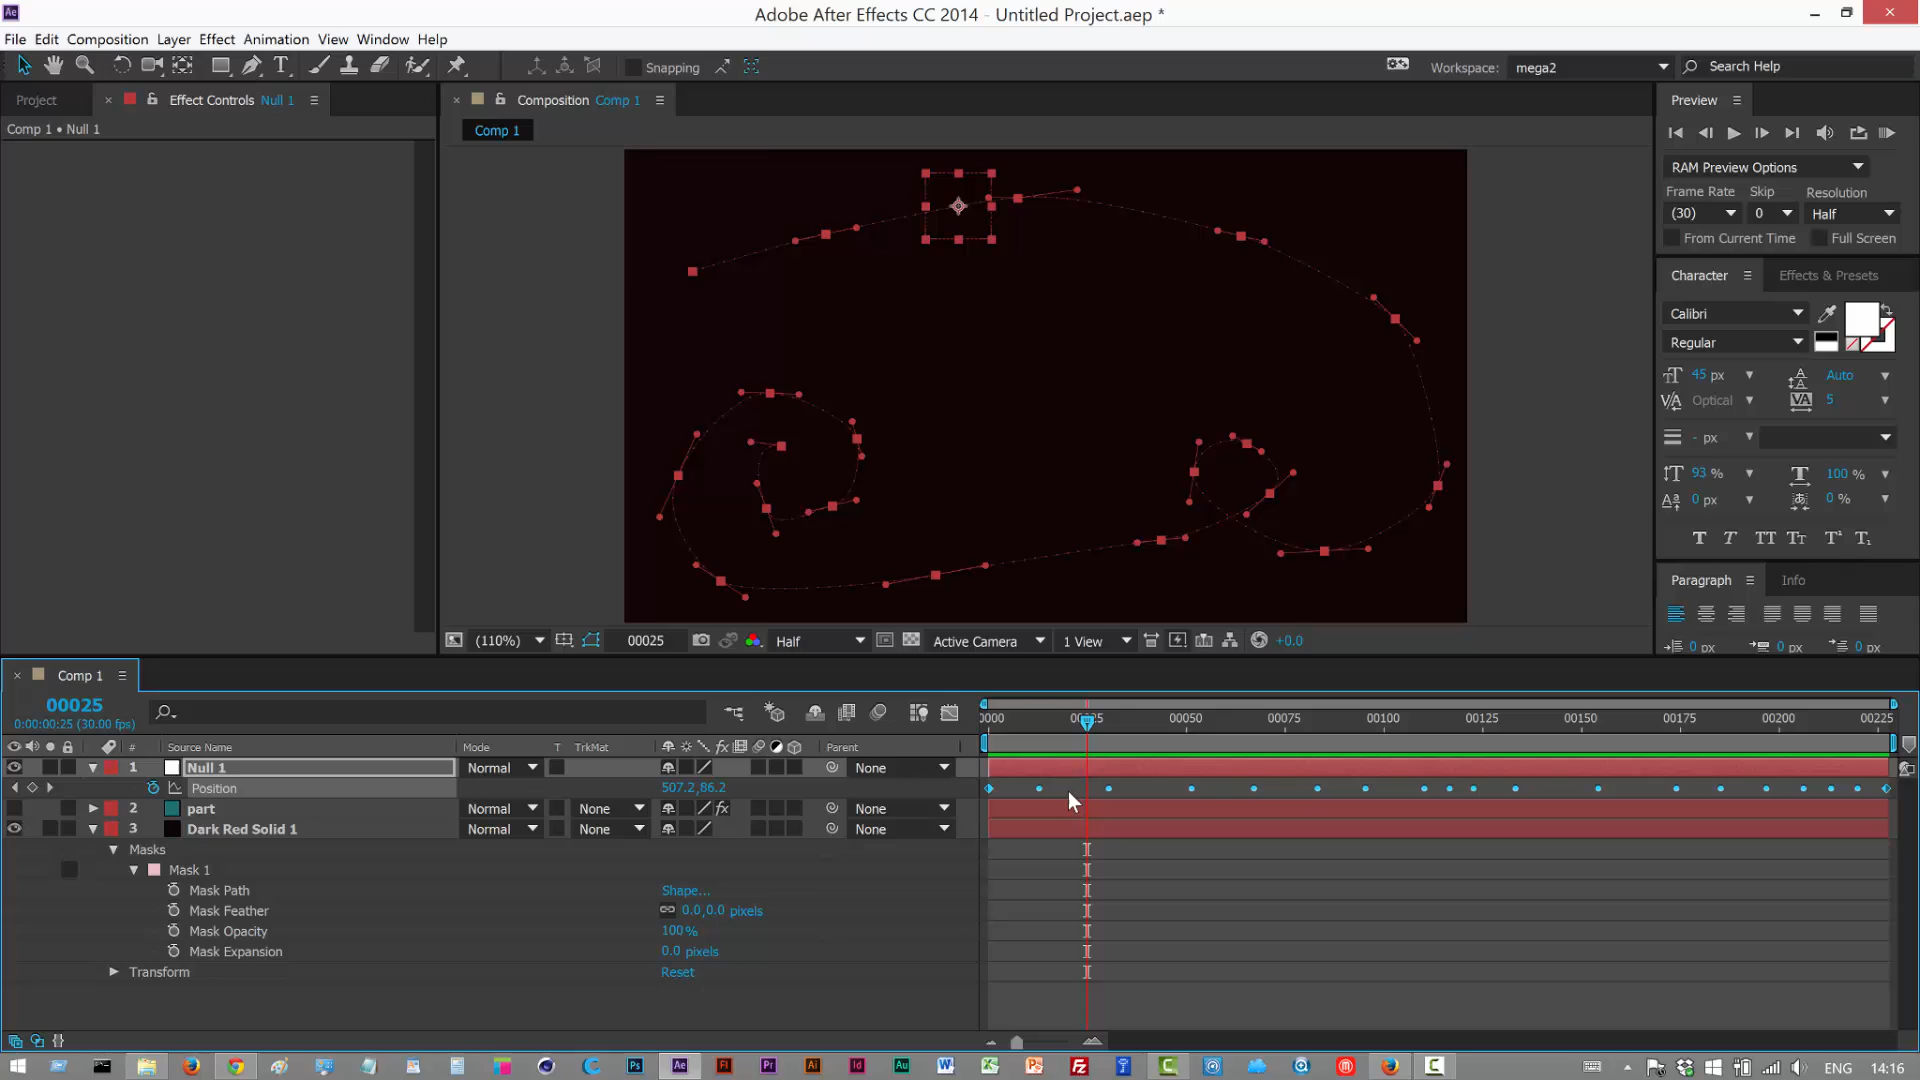 Adobe After Effects CC 2014 - Untitled Project.aep *
File Edit Composition Layer Effect Animation View Window Help
Snapping
Workspace: mega2
Search Help
Project
Effect Controls Null 1
Composition Comp 1
Preview
Comp 1 • Null 1
Comp 1
RAM Preview Options
Frame Rate Skip Resolution
(30) 0 Half
From Current Time Full Screen
Character Effects & Presets
Calibri
Regular
45 px Auto
Optical 5
- px
93 % 100 %
0 px 0 %
T T TT Tt T¹ T₁
Paragraph Info
0 px 0 px 0 px
(110%) 00025 Half Active Camera 1 View +0.0
Comp 1
00025
0:00:00:25 (30.00 fps)
0000 00025 00050 00075 00100 00125 00150 00175 00200 00225
# Source Name Mode T TrkMat Parent
1 Null 1 Normal None
Position 507.2,86.2
2 part Normal None None
3 Dark Red Solid 1 Normal None None
Masks
Mask 1
Mask Path Shape...
Mask Feather 0.0,0.0 pixels
Mask Opacity 100%
Mask Expansion 0.0 pixels
Transform Reset
ENG 14:16